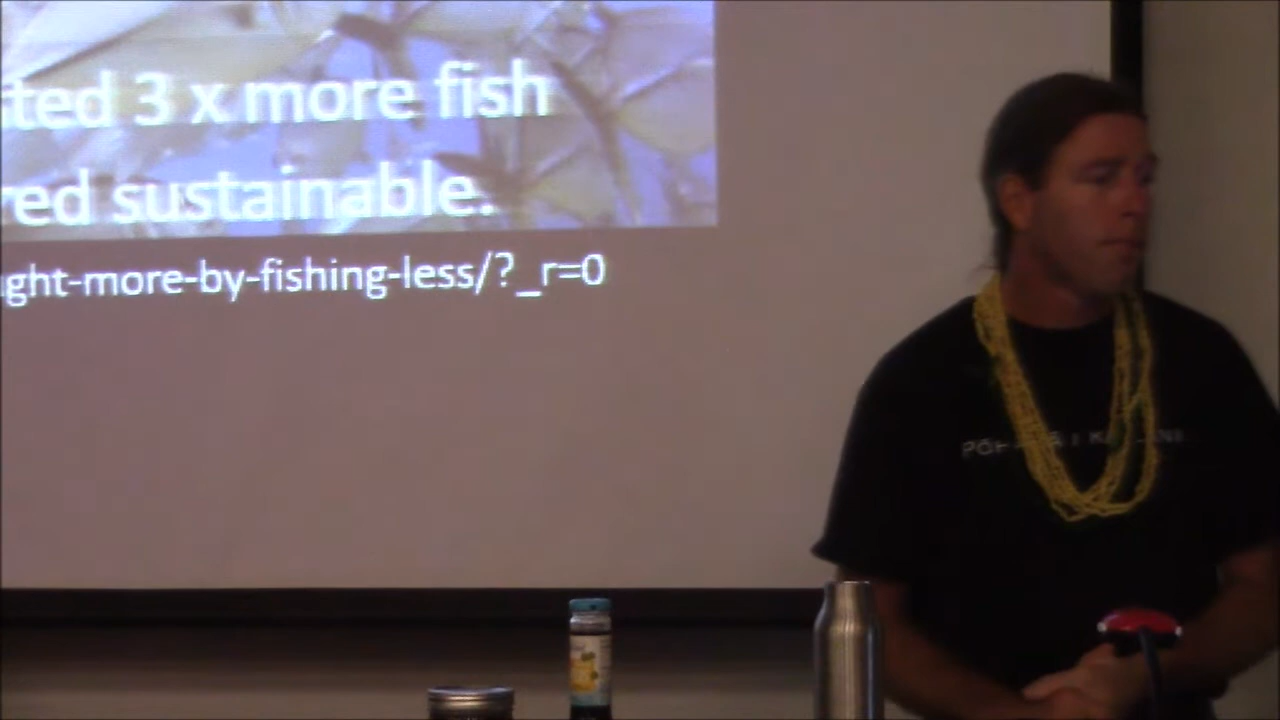 ted 3 x more fish
red sustainable.
ght-more-by-fishing-less/?_r=0